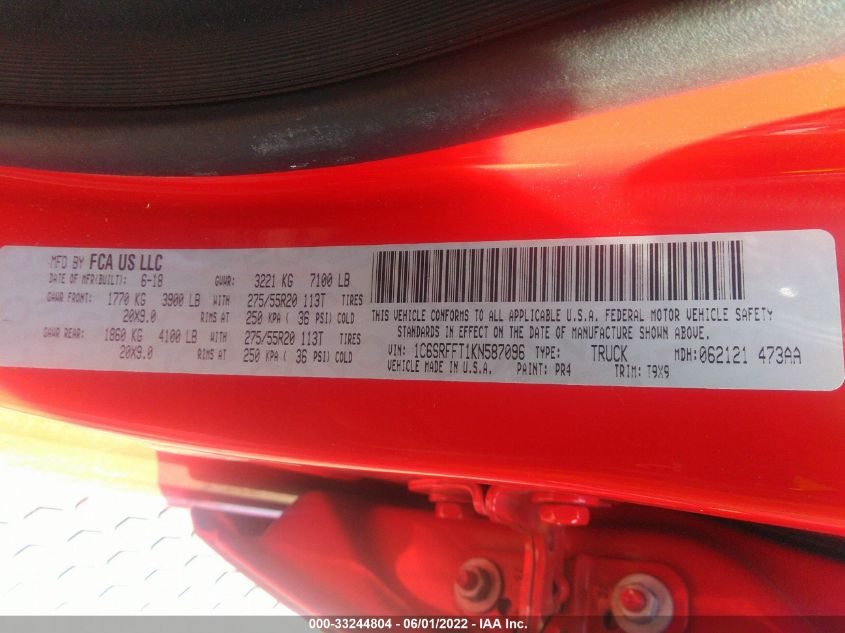 MFD BY FCA US LLC
DATE OF MFR(BUILT): 6-18 GVWR: 3221 KG 7100 LB
GAWR FRONT: 1770 KG 3900 LB WITH 275/55R20 113T TIRES
20X9.0 RIMS AT 250 KPA ( 36 PSI) COLD
GAWR REAR: 1860 KG 4100 LB WITH 275/55R20 113T TIRES
20X9.0 RIMS AT 250 KPA ( 36 PSI) COLD
THIS VEHICLE CONFORMS TO ALL APPLICABLE U.S.A. FEDERAL MOTOR VEHICLE SAFETY
STANDARDS IN EFFECT ON THE DATE OF MANUFACTURE SHOWN ABOVE.
VIN: 1C6SRFFT1KN587096 TYPE: TRUCK MDH: 062121 473AA
VEHICLE MADE IN U.S.A. PAINT: PR4 TRIM: T9X9
000-33244804 - 06/01/2022 - IAA Inc.